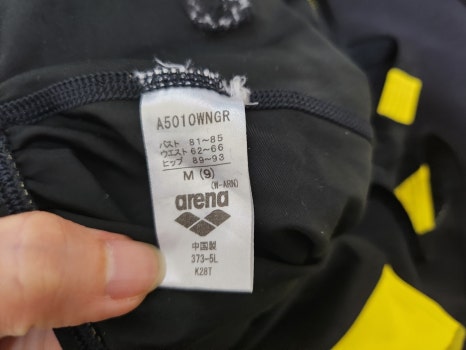 A5010WNGR
バスト 81~85
ウエスト 62~66
ヒップ 89~93
M (9)
(W-ARN)
arena
中国製
373-5L
K28T